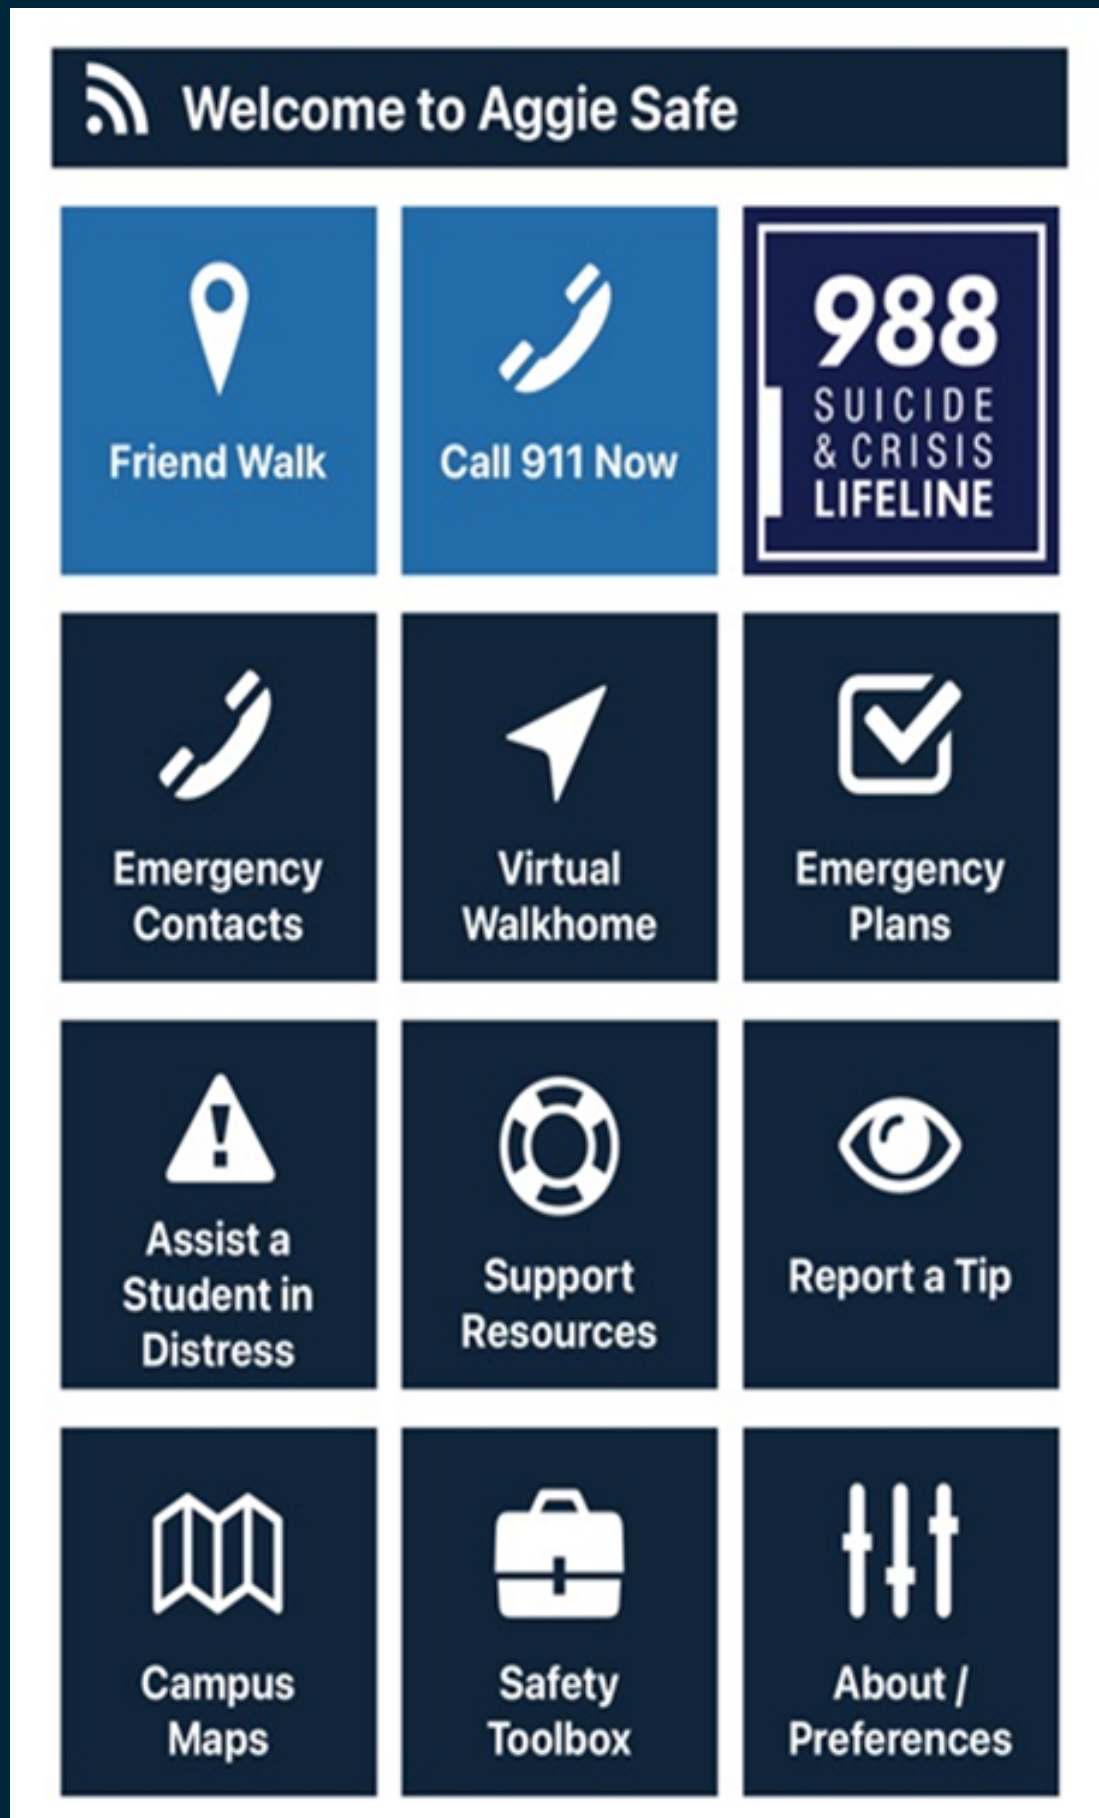 Welcome to Aggie Safe
Friend Walk
Call 911 Now
988
SUICIDE
& CRISIS
LIFELINE
Emergency
Contacts
Virtual
Walkhome
Emergency
Plans
Assist a
Student in
Distress
Support
Resources
Report a Tip
Campus
Maps
Safety
Toolbox
About /
Preferences